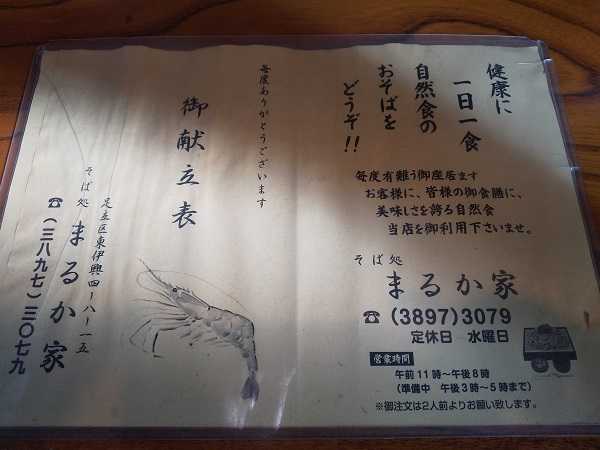 健康に
一日一食
自然食の
おそばを
どうぞ!!
毎度有難う御座居ます
お客様に、皆様の御食膳に、
美味しさを誇る自然食
当店を御利用下さいませ。
そば処
まるか家
☎(3897)3079
定休日 水曜日
営業時間
午前11時〜午後8時
(準備中 午後3時〜5時まで)
※御注文は2人前よりお願い致します。
毎度ありがとうございます
御献立表
足立区東伊興四ー八ー一五
そば処 まるか家
☎(三八九七)三〇七九